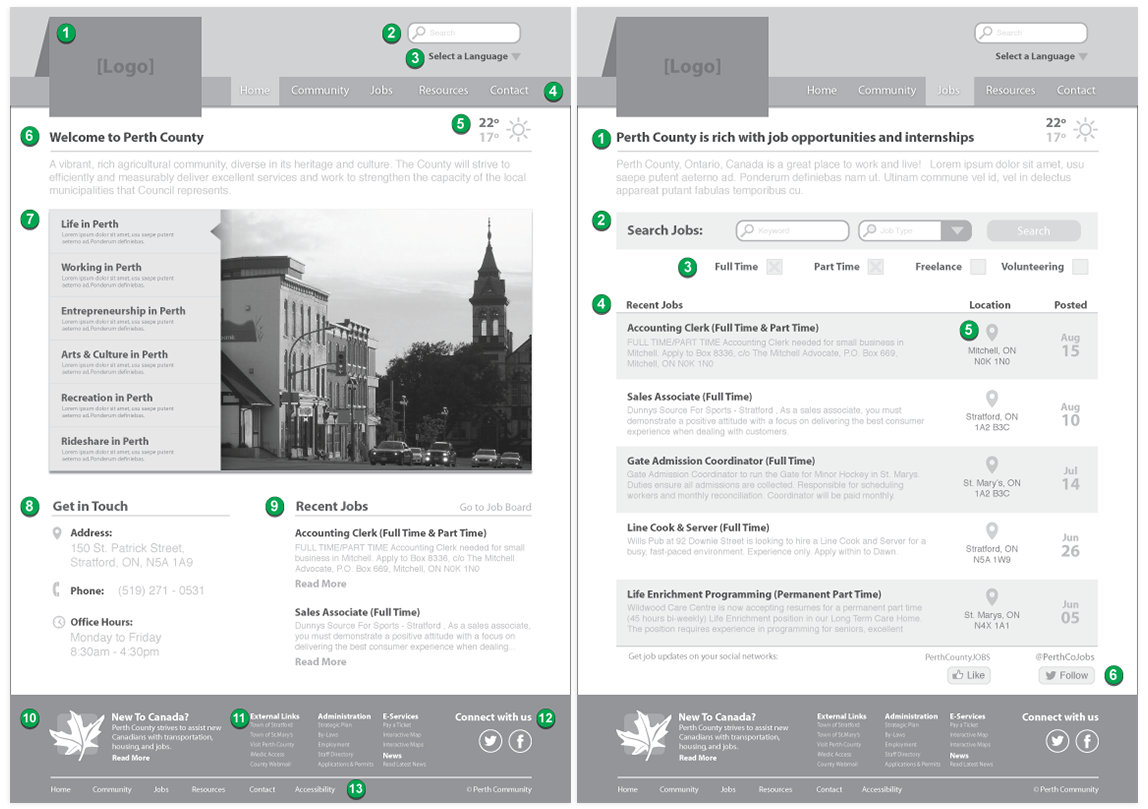 1
[Logo]
2
Search
3
Select a Language
Home
Community
Jobs
Resources
Contact
4
5
22º
17º
6
Welcome to Perth County
A vibrant, rich agricultural community, diverse in its heritage and culture. The County will strive to
efficiently and measurably deliver excellent services and work to strengthen the capacity of the local
municipalities that Council represents.
7
Life in Perth
Lorem ipsum dolor sit amet, usu saepe putent
aeterno ad.Ponderum definiebas.
Working in Perth
Lorem ipsum dolor sit amet, usu saepe putent
aeterno ad.Ponderum definiebas.
Entrepreneurship in Perth
Lorem ipsum dolor sit amet, usu saepe putent
aeterno ad.Ponderum definiebas.
Arts & Culture in Perth
Lorem ipsum dolor sit amet, usu saepe putent
aeterno ad.Ponderum definiebas.
Recreation in Perth
Lorem ipsum dolor sit amet, usu saepe putent
aeterno ad.Ponderum definiebas.
Rideshare in Perth
Lorem ipsum dolor sit amet, usu saepe putent
aeterno ad.Ponderum definiebas.
8
Get in Touch
Address:
150 St. Patrick Street,
Stratford, ON, N5A 1A9
Phone: (519) 271 - 0531
Office Hours:
Monday to Friday
8:30am - 4:30pm
9
Recent Jobs
Go to Job Board
Accounting Clerk (Full Time & Part Time)
FULL TIME/PART TIME Accounting Clerk needed for small
business in Mitchell. Apply to Box 8336, c/o The Mitchell
Advocate, P.O. Box 669, Mitchell, ON N0K 1N0
Read More
Sales Associate (Full Time)
Dunnys Source For Sports - Stratford , As a sales associate,
you must demonstrate a positive attitude with a focus on
delivering the best consumer experience when dealing...
Read More
10
New To Canada?
Perth County strives to assist new
Canadians with transportation,
housing, and jobs.
Read More
11
External Links
Town of Stratford
Town of St.Mary's
Visit Perth County
iMedic Access
County Webmail
Administration
Strategic Plan
By-Laws
Employment
Staff Directory
Applications & Permits
E-Services
Pay a Ticket
Interactive Map
Interactive Maps
News
Read Latest News
Connect with us
12
Home
Community
Jobs
Resources
Contact
Accessibility
13
© Perth Community
[Logo]
Search
Select a Language
Home
Community
Jobs
Resources
Contact
22º
17º
1
Perth County is rich with job opportunities and internships
Perth County, Ontario, Canada is a great place to work and live! Lorem ipsum dolor sit amet, usu
saepe putent aeterno ad. Ponderum definiebas nam ut. Utinam commune vel id, vel in delectus
appareat putant fabulas temporibus cu.
2
Search Jobs:
Keyword
Job Type
Search
3
Full Time
Part Time
Freelance
Volunteering
4
Recent Jobs
Location
Posted
Accounting Clerk (Full Time & Part Time)
FULL TIME/PART TIME Accounting Clerk needed for small business in
Mitchell. Apply to Box 8336, c/o The Mitchell Advocate, P.O. Box 669,
Mitchell, ON N0K 1N0
5
Mitchell, ON
N0K 1N0
Aug
15
Sales Associate (Full Time)
Dunnys Source For Sports - Stratford , As a sales associate, you must
demonstrate a positive attitude with a focus on delivering the best consumer
experience when dealing with customers.
Stratford, ON
1A2 B3C
Aug
10
Gate Admission Coordinator (Full Time)
Gate Admission Coordinator to run the Gate for Minor Hockey in St. Marys.
Duties ensure all admissions are collected. Responsible for scheduling
workers and monthly reconciliation. Coordinator will be paid monthly.
St. Mary's, ON
1A2 B3C
Jul
14
Line Cook & Server (Full Time)
Wills Pub at 92 Downie Street is looking to hire a Line Cook and Server for a
busy, fast-paced environment. Experience only. Apply within to Dawn.
Stratford, ON
N5A 1W9
Jun
26
Life Enrichment Programming (Permanent Part Time)
Wildwood Care Centre is now accepting resumes for a permanent part time
(45 hours bi-weekly) Life Enrichment position in our Long Term Care Home.
The position requires experience in programming for seniors, excellent
St. Marys, ON
N4X 1A1
Jun
05
Get job updates on your social networks:
PerthCountyJOBS
@PerthCoJobs
Like
Follow
6
New To Canada?
Perth County strives to assist new
Canadians with transportation,
housing, and jobs.
Read More
External Links
Town of Stratford
Town of St.Mary's
Visit Perth County
iMedic Access
County Webmail
Administration
Strategic Plan
By-Laws
Employment
Staff Directory
Applications & Permits
E-Services
Pay a Ticket
Interactive Map
Interactive Maps
News
Read Latest News
Connect with us
Home
Community
Jobs
Resources
Contact
Accessibility
© Perth Community